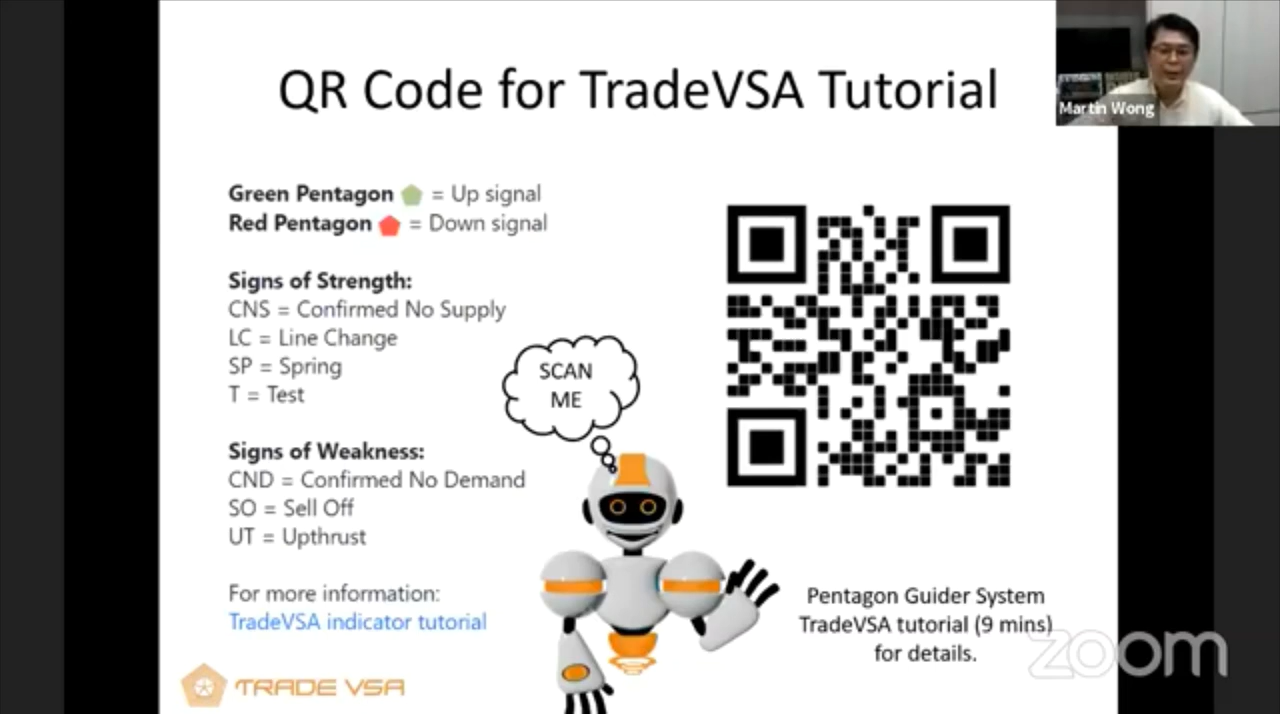 QR Code for TradeVSA Tutorial
Martin Wong
Green Pentagon = Up signal
Red Pentagon = Down signal
Signs of Strength:
CNS = Confirmed No Supply
LC = Line Change
SP = Spring
T = Test
SCAN
ME
Signs of Weakness:
CND = Confirmed No Demand
SO = Sell Off
UT = Upthrust
For more information:
TradeVSA indicator tutorial
Pentagon Guider System
TradeVSA tutorial (9 mins)
for details.
TRADE VSA
zoom